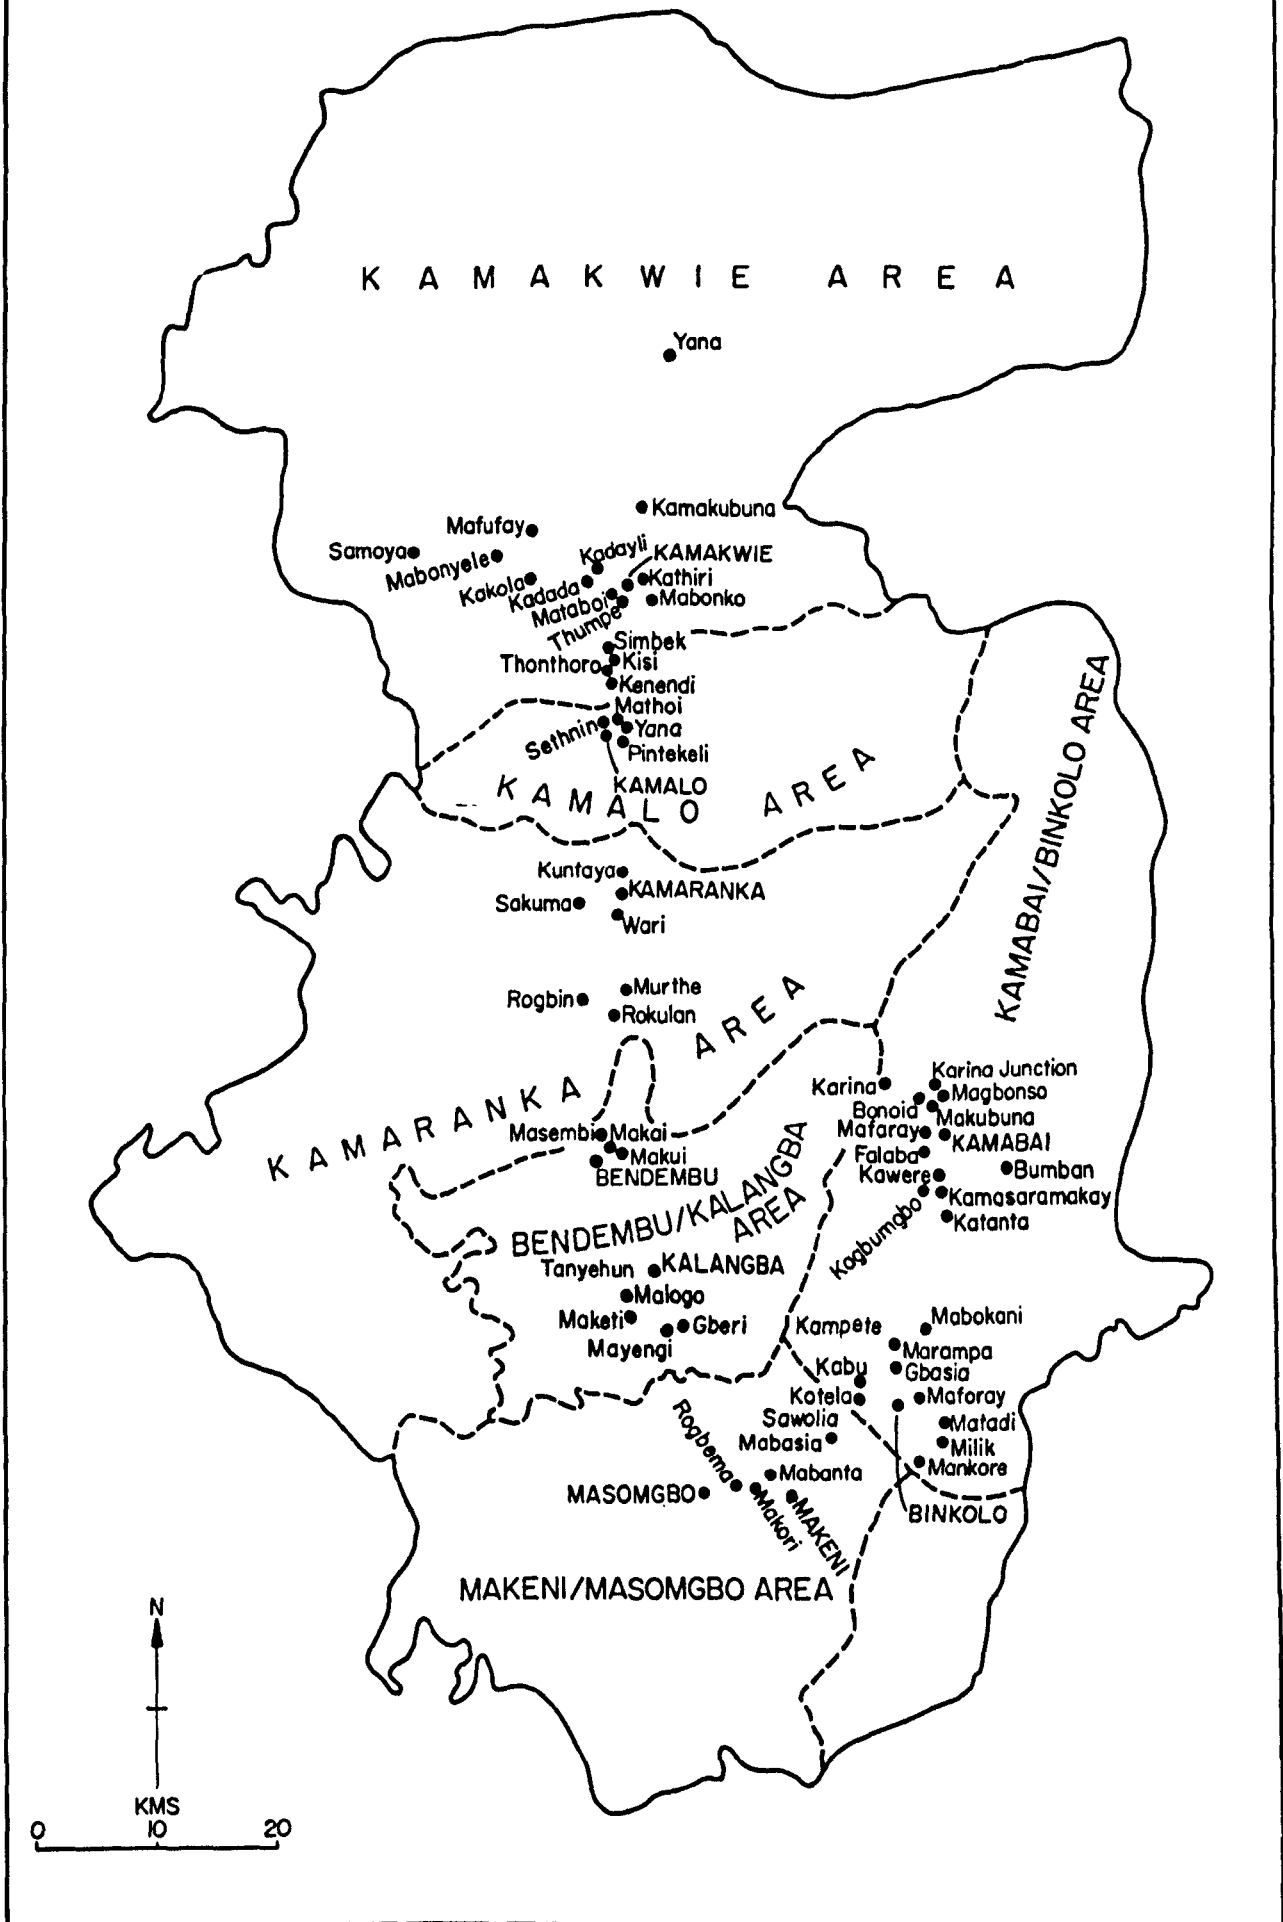 KAMAKWIE AREA
Yana
Kamakubuna
Mafufay
Samoya
Mabonyele
Kadayli
KAMAKWIE
Kakola
Kadada
Kathiri
Mataboi
Mabonko
Thumpe
Simbek
Thonthoro
Kisi
Kenendi
Mathoi
Sethnin
Yana
Pintekeli
KAMALO
KAMALO AREA
KAMABAI/BINKOLO AREA
Kuntaya
KAMARANKA
Sakuma
Wari
Murthe
Rogbin
Rokulan
KAMARANKA AREA
Karina Junction
Karina
Magbonso
Bonoia
Makubuna
Mafaray
KAMABAI
Falaba
Bumban
Kawere
Kamasaramakay
Kogbumgbo
Katanta
Masembi
Makai
Makui
BENDEMBU
BENDEMBU/KALANGBA
AREA
Tanyehun
KALANGBA
Malogo
Maketi
Gberi
Mayengi
Mabokani
Kampete
Marampa
Kabu
Gbasia
Kotela
Maforay
Sawolia
Matadi
Mabasia
Milik
Rogbema
Mabanta
Mankore
MASOMGBO
Makori
MAKENI
BINKOLO
MAKENI/MASOMGBO AREA
N
KMS
0 10 20